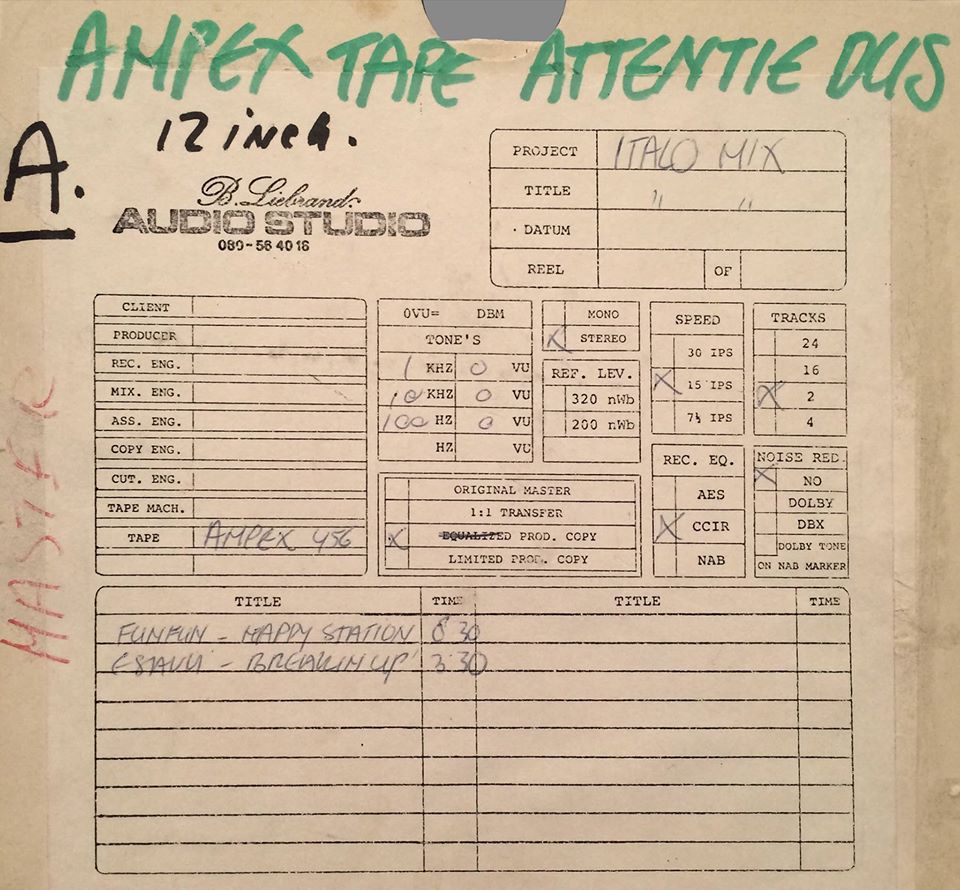 AMPEX TAPE ATTENTIE DUS
12 inch.
A.
B. Liebrand
AUDIO STUDIO
080-56 40 16
PROJECT ITALO MIX
TITLE " "
DATUM
REEL OF
CLIENT
PRODUCER
REC. ENG.
MIX. ENG.
ASS. ENG.
COPY ENG.
CUT. ENG.
TAPE MACH.
TAPE AMPEX 456
0VU= DBM
TONE'S
1 KHZ 0 VU
10 KHZ 0 VU
100 HZ 0 VU
HZ VU
MONO
X STEREO
REF. LEV.
320 nWb
200 nWb
SPEED
30 IPS
X 15 IPS
7½ IPS
TRACKS
24
16
X 2
4
ORIGINAL MASTER
1:1 TRANSFER
X EQUALIZED PROD. COPY
LIMITED PROD. COPY
REC. EQ.
AES
X CCIR
NAB
NOISE RED.
X NO
DOLBY
DBX
DOLBY TONE
ON NAB MARKER
MASTER
TITLE TIME TITLE TIME
FUNFUN - HAPPY STATION 6 30
- BREAKIN UP' 3:30